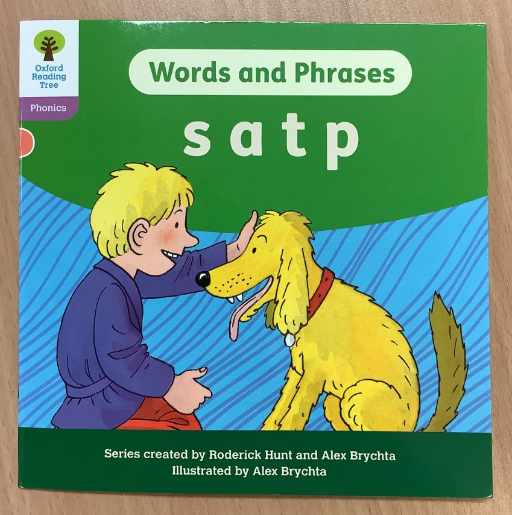 Oxford
Reading
Tree
Phonics
Words and Phrases
s a t p
Series created by Roderick Hunt and Alex Brychta
Illustrated by Alex Brychta